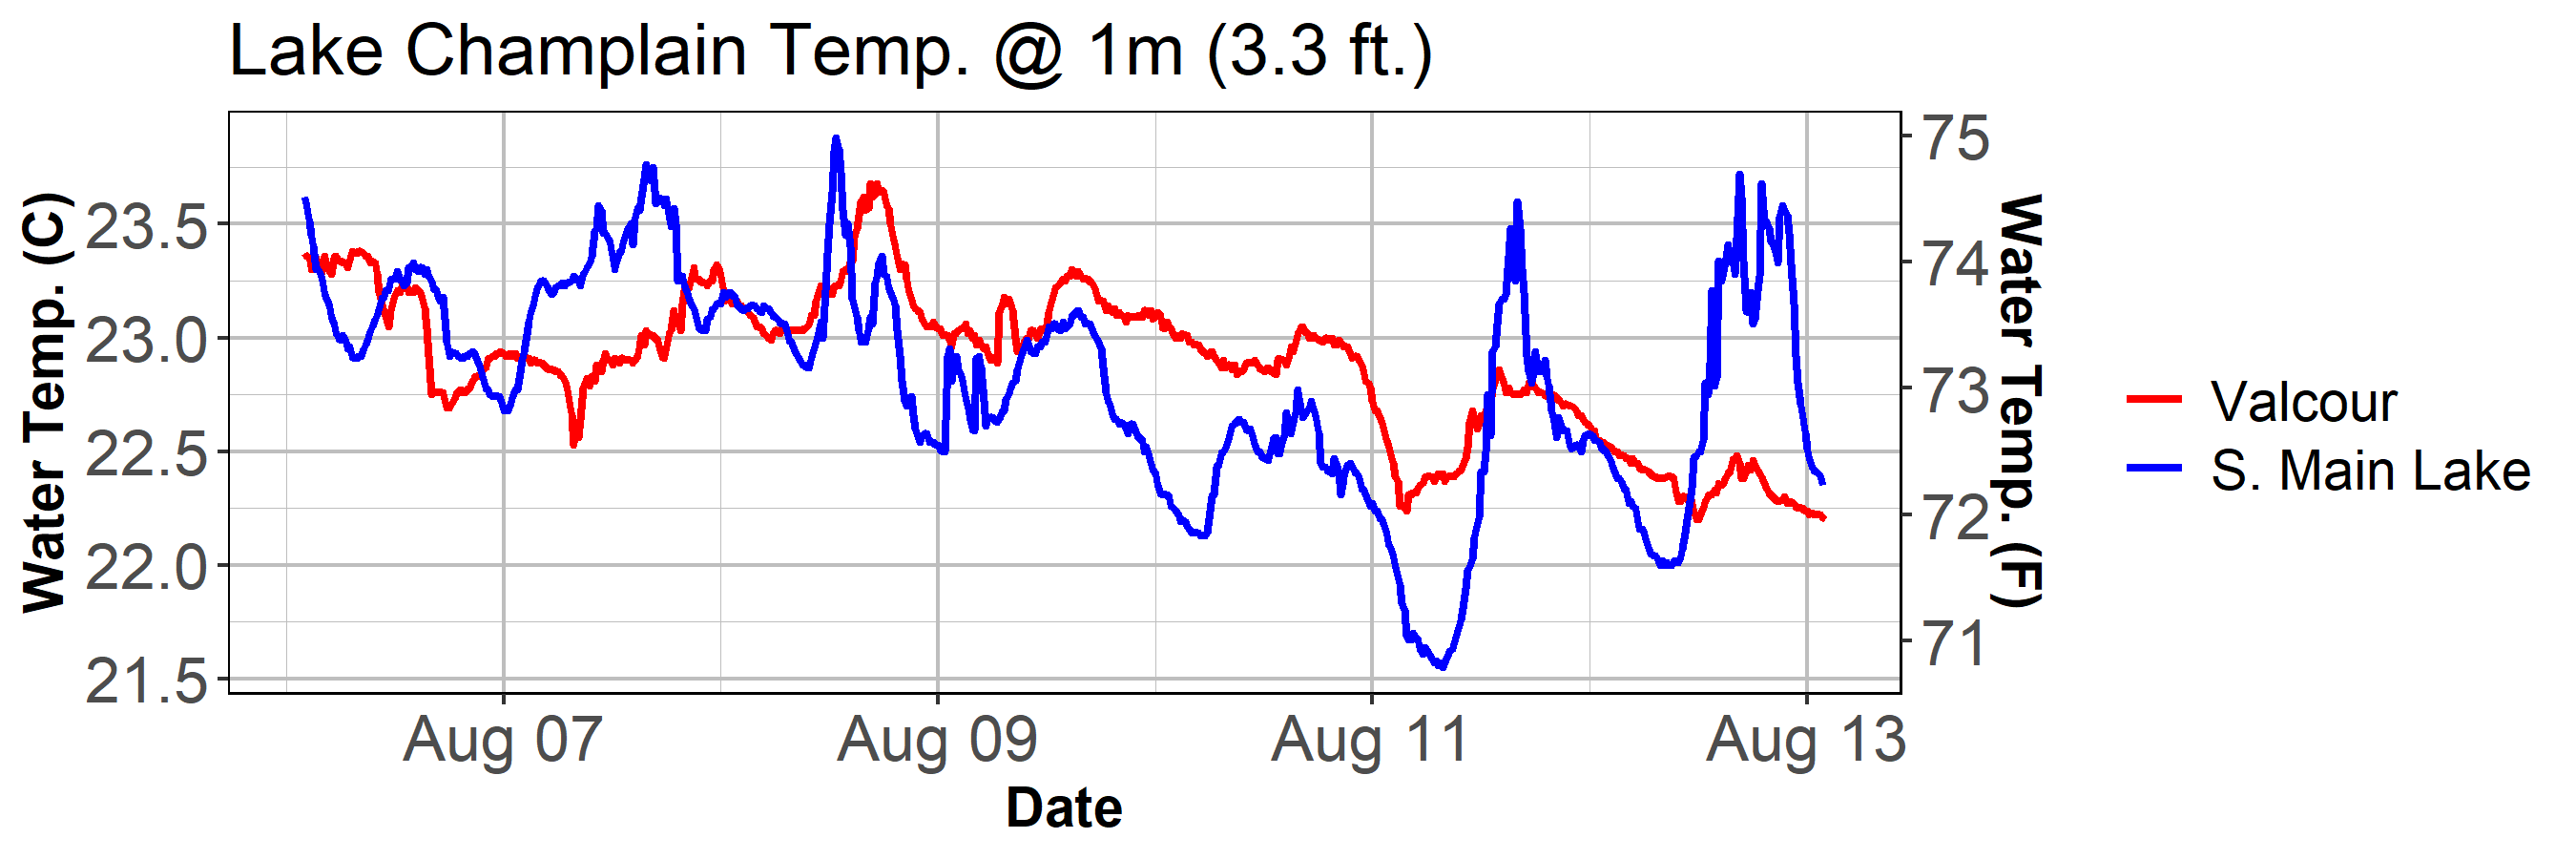 Lake Champlain Temp. @ 1m (3.3 ft.)
Water Temp. (C)
23.5
23.0
22.5
22.0
21.5
75
74
73
72
71
Water Temp. (F)
Aug 07
Aug 09
Aug 11
Aug 13
Date
Valcour
S. Main Lake